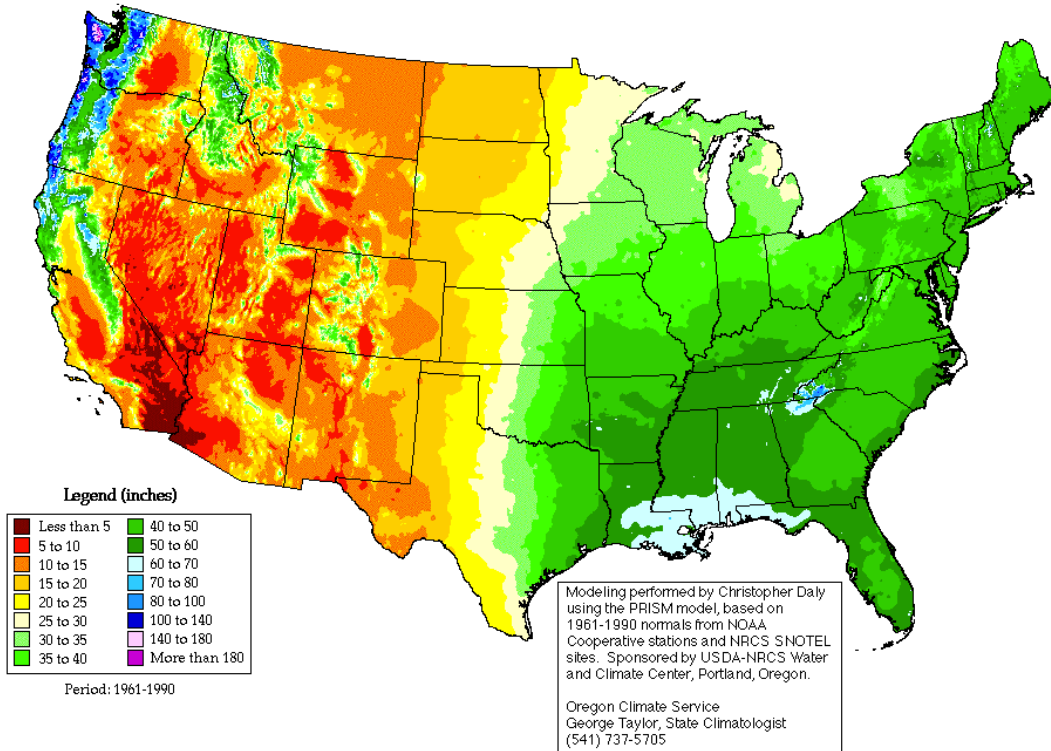 Legend (inches)
Less than 5
5 to 10
10 to 15
15 to 20
20 to 25
25 to 30
30 to 35
35 to 40
40 to 50
50 to 60
60 to 70
70 to 80
80 to 100
100 to 140
140 to 180
More than 180
Period: 1961-1990
Modeling performed by Christopher Daly
using the PRISM model, based on
1961-1990 normals from NOAA
Cooperative stations and NRCS SNOTEL
sites. Sponsored by USDA-NRCS Water
and Climate Center, Portland, Oregon.
Oregon Climate Service
George Taylor, State Climatologist
(541) 737-5705